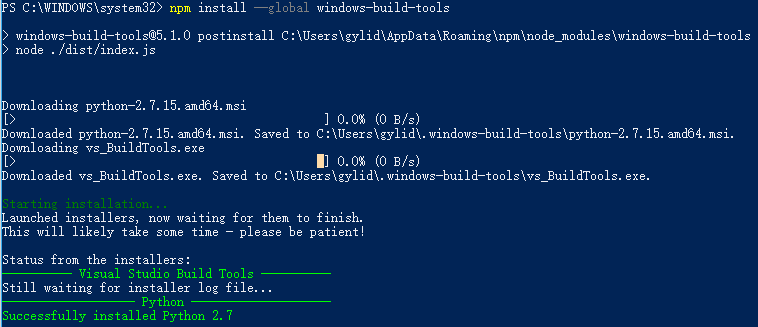 PS C:\WINDOWS\system32> npm install --global windows-build-tools
> windows-build-tools@5.1.0 postinstall C:\Users\gylid\AppData\Roaming\npm\node_modules\windows-build-tools
> node ./dist/index.js
Downloading python-2.7.15.amd64.msi
[> ] 0.0% (0 B/s)
Downloaded python-2.7.15.amd64.msi. Saved to C:\Users\gylid\.windows-build-tools\python-2.7.15.amd64.msi.
Downloading vs_BuildTools.exe
[> ] 0.0% (0 B/s)
Downloaded vs_BuildTools.exe. Saved to C:\Users\gylid\.windows-build-tools\vs_BuildTools.exe.
Starting installation...
Launched installers, now waiting for them to finish.
This will likely take some time - please be patient!
Status from the installers:
---------- Visual Studio Build Tools ----------
Still waiting for installer log file...
------------------- Python --------------------
Successfully installed Python 2.7